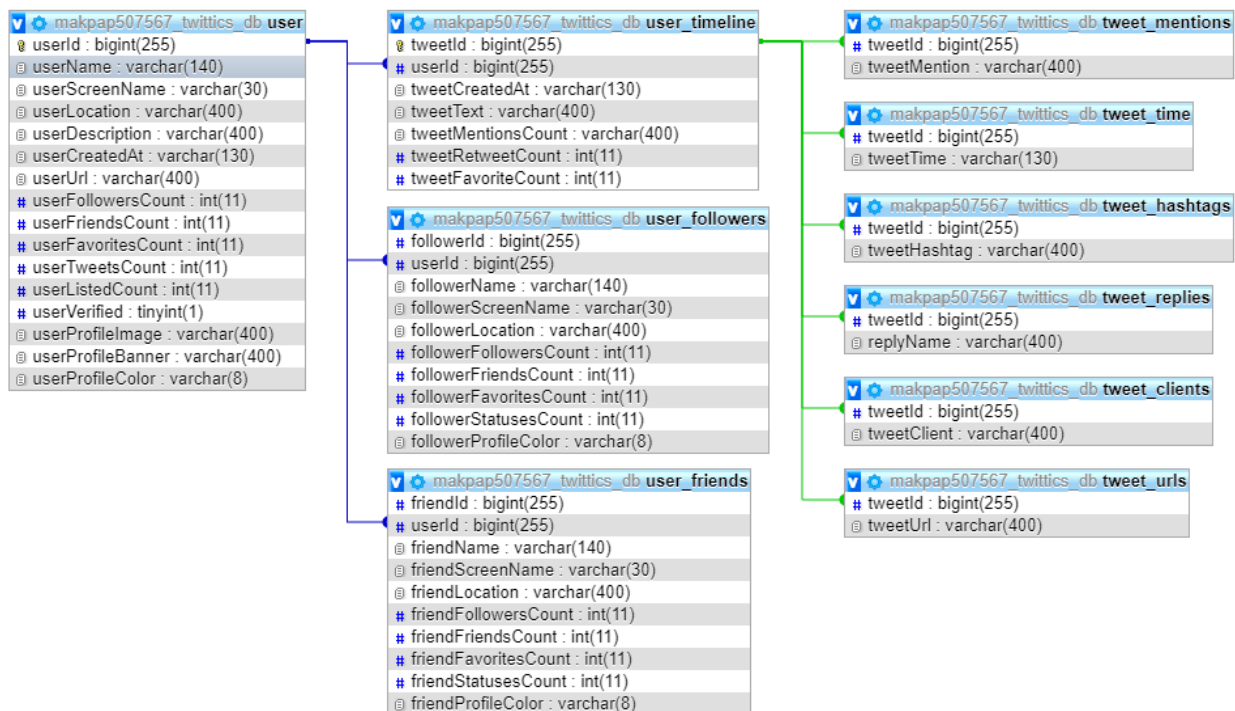 makpap507567_twittics_db user
userId : bigint(255)
userName : varchar(140)
userScreenName : varchar(30)
userLocation : varchar(400)
userDescription : varchar(400)
userCreatedAt : varchar(130)
userUrl : varchar(400)
userFollowersCount : int(11)
userFriendsCount : int(11)
userFavoritesCount : int(11)
userTweetsCount : int(11)
userListedCount : int(11)
userVerified : tinyint(1)
userProfileImage : varchar(400)
userProfileBanner : varchar(400)
userProfileColor : varchar(8)
makpap507567_twittics_db user_timeline
tweetId : bigint(255)
userId : bigint(255)
tweetCreatedAt : varchar(130)
tweetText : varchar(400)
tweetMentionsCount : varchar(400)
tweetRetweetCount : int(11)
tweetFavoriteCount : int(11)
makpap507567_twittics_db user_followers
followerId : bigint(255)
userId : bigint(255)
followerName : varchar(140)
followerScreenName : varchar(30)
followerLocation : varchar(400)
followerFollowersCount : int(11)
followerFriendsCount : int(11)
followerFavoritesCount : int(11)
followerStatusesCount : int(11)
followerProfileColor : varchar(8)
makpap507567_twittics_db user_friends
friendId : bigint(255)
userId : bigint(255)
friendName : varchar(140)
friendScreenName : varchar(30)
friendLocation : varchar(400)
friendFollowersCount : int(11)
friendFriendsCount : int(11)
friendFavoritesCount : int(11)
friendStatusesCount : int(11)
friendProfileColor : varchar(8)
makpap507567_twittics_db tweet_mentions
tweetId : bigint(255)
tweetMention : varchar(400)
makpap507567_twittics_db tweet_time
tweetId : bigint(255)
tweetTime : varchar(130)
makpap507567_twittics_db tweet_hashtags
tweetId : bigint(255)
tweetHashtag : varchar(400)
makpap507567_twittics_db tweet_replies
tweetId : bigint(255)
replyName : varchar(400)
makpap507567_twittics_db tweet_clients
tweetId : bigint(255)
tweetClient : varchar(400)
makpap507567_twittics_db tweet_urls
tweetId : bigint(255)
tweetUrl : varchar(400)